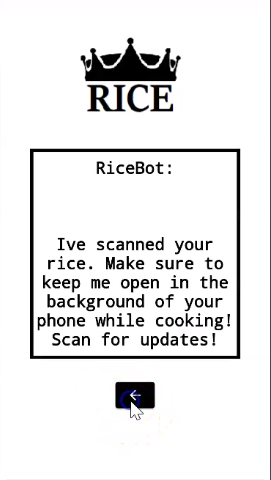 RICE
RiceBot:
Ive scanned your
rice. Make sure to
keep me open in the
background of your
phone while cooking!
Scan for updates!